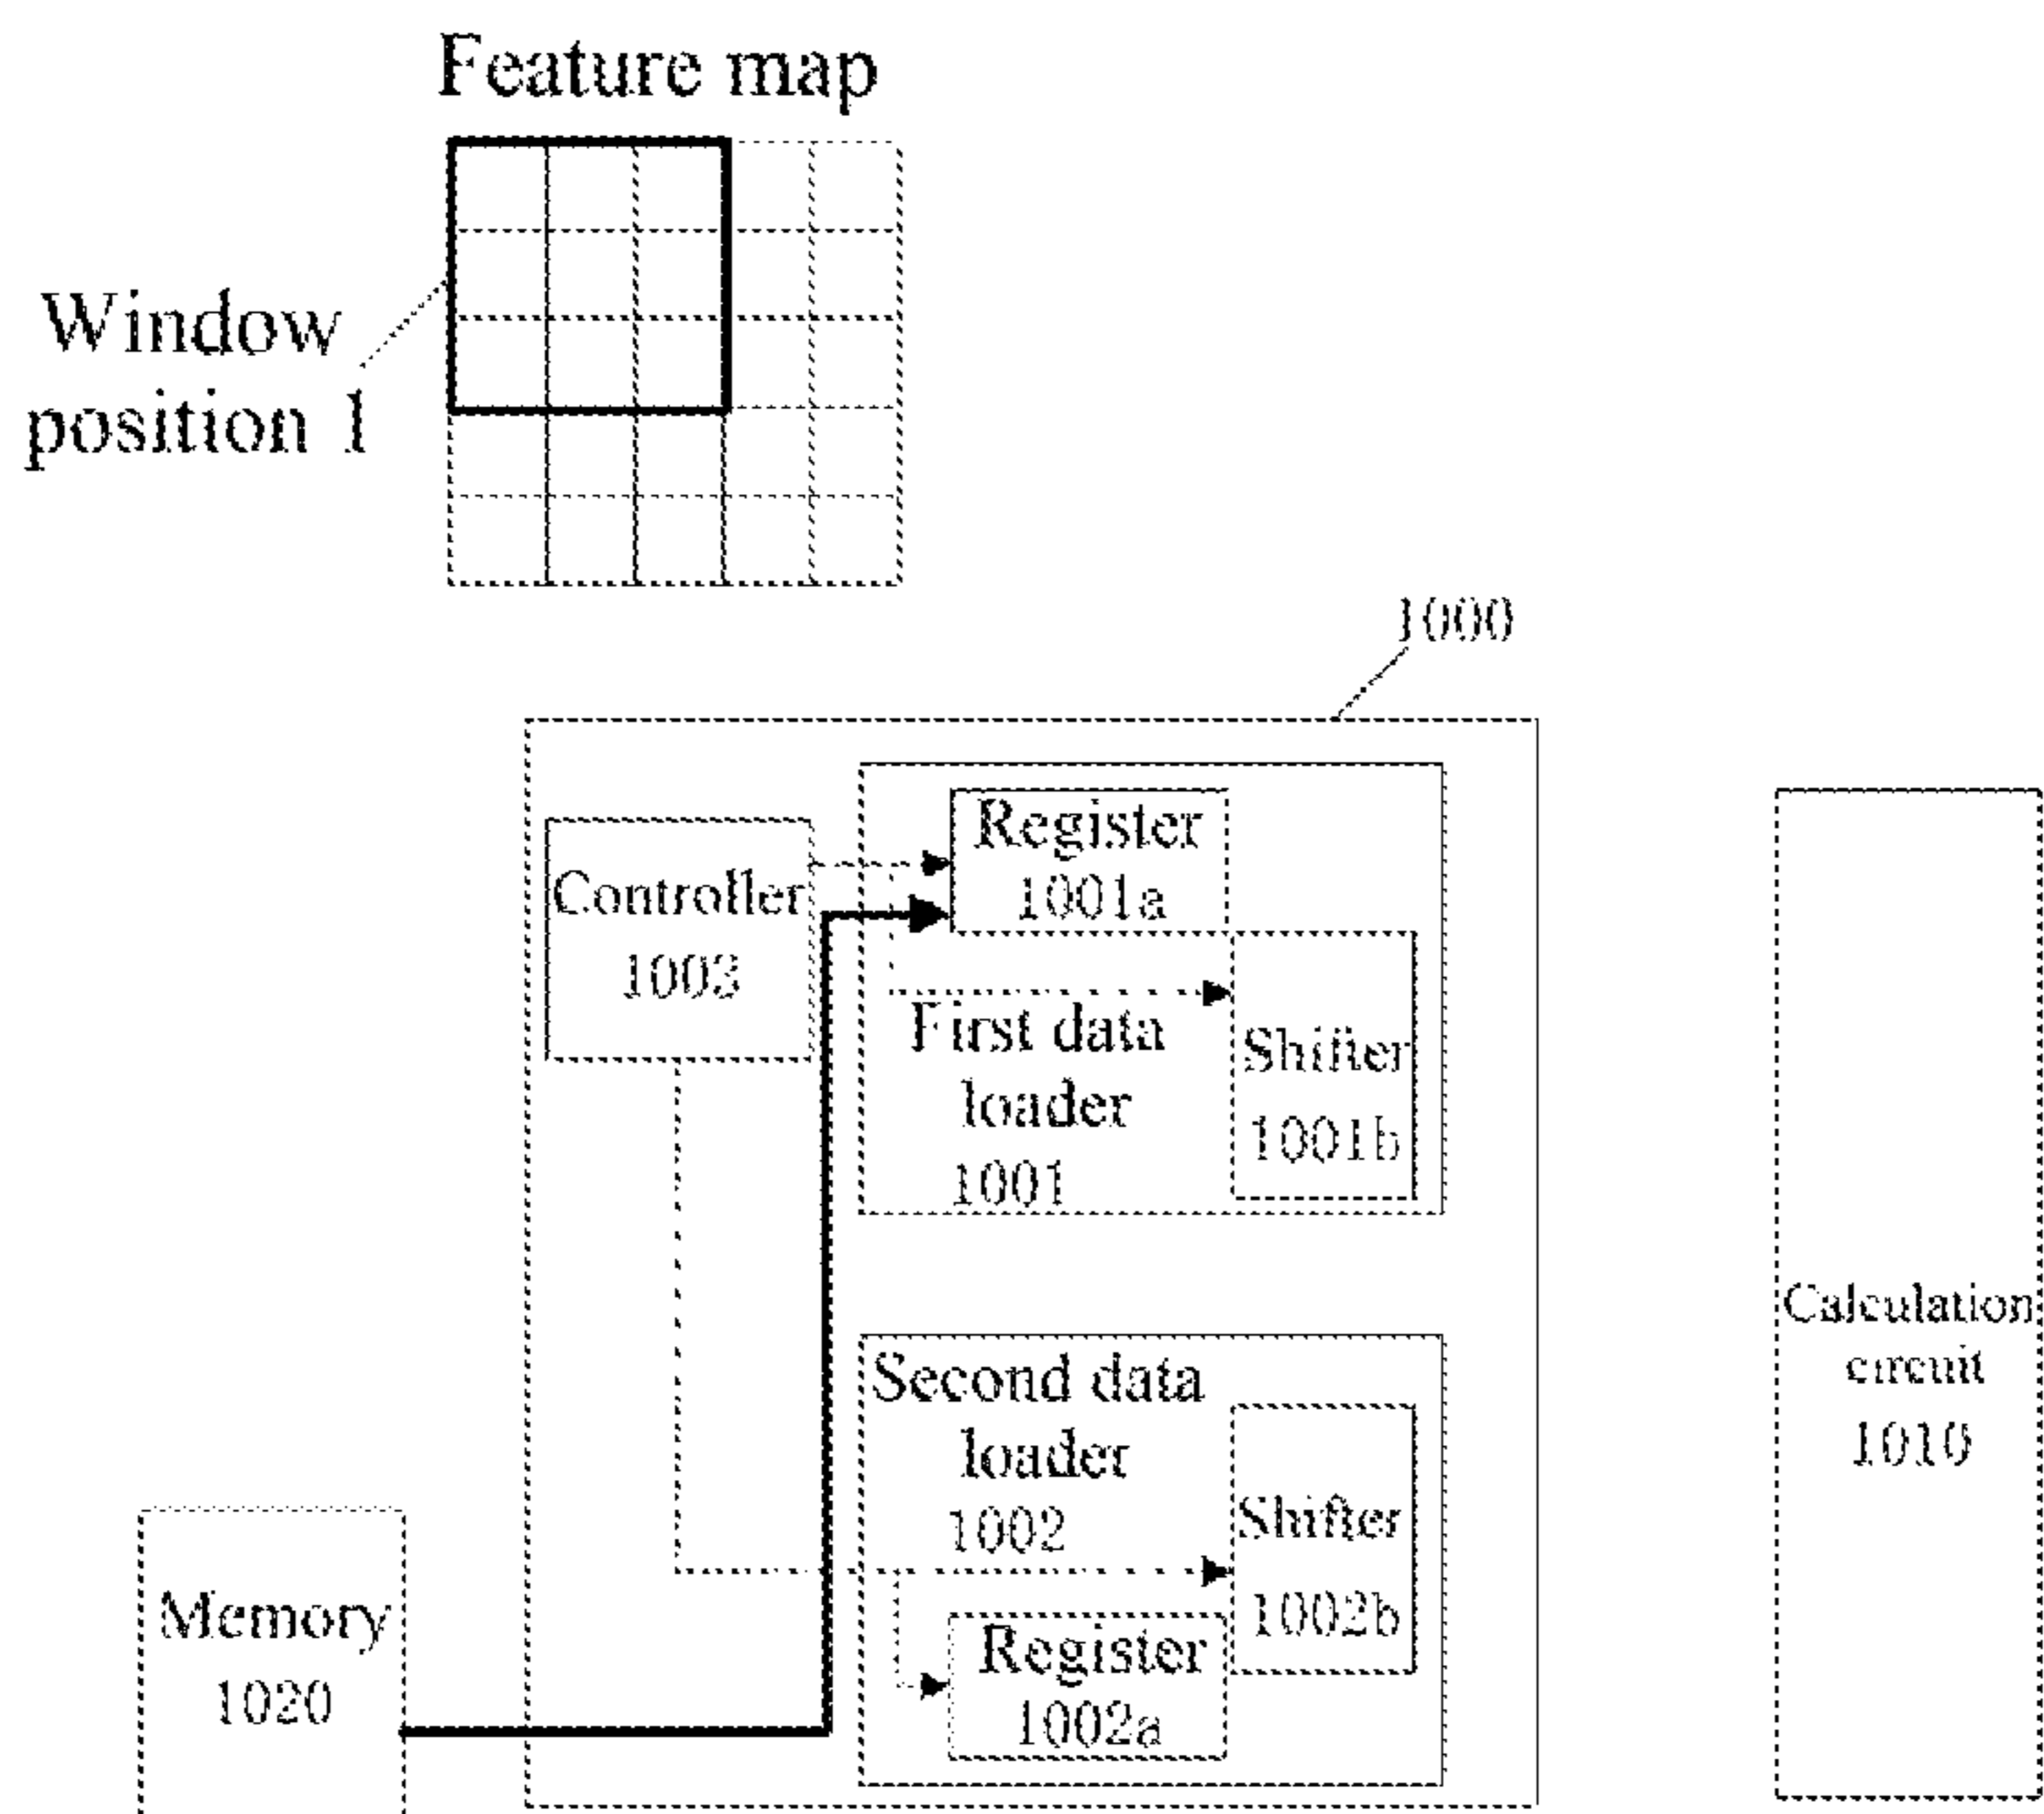 Feature map
Window
position 1
1000
Register
1001a
Controller
1003
First data
loader
1001
Shifter
1001b
Second data
loader
1002
Shifter
1002b
Register
1002a
Memory
1020
Calculation
circuit
1010